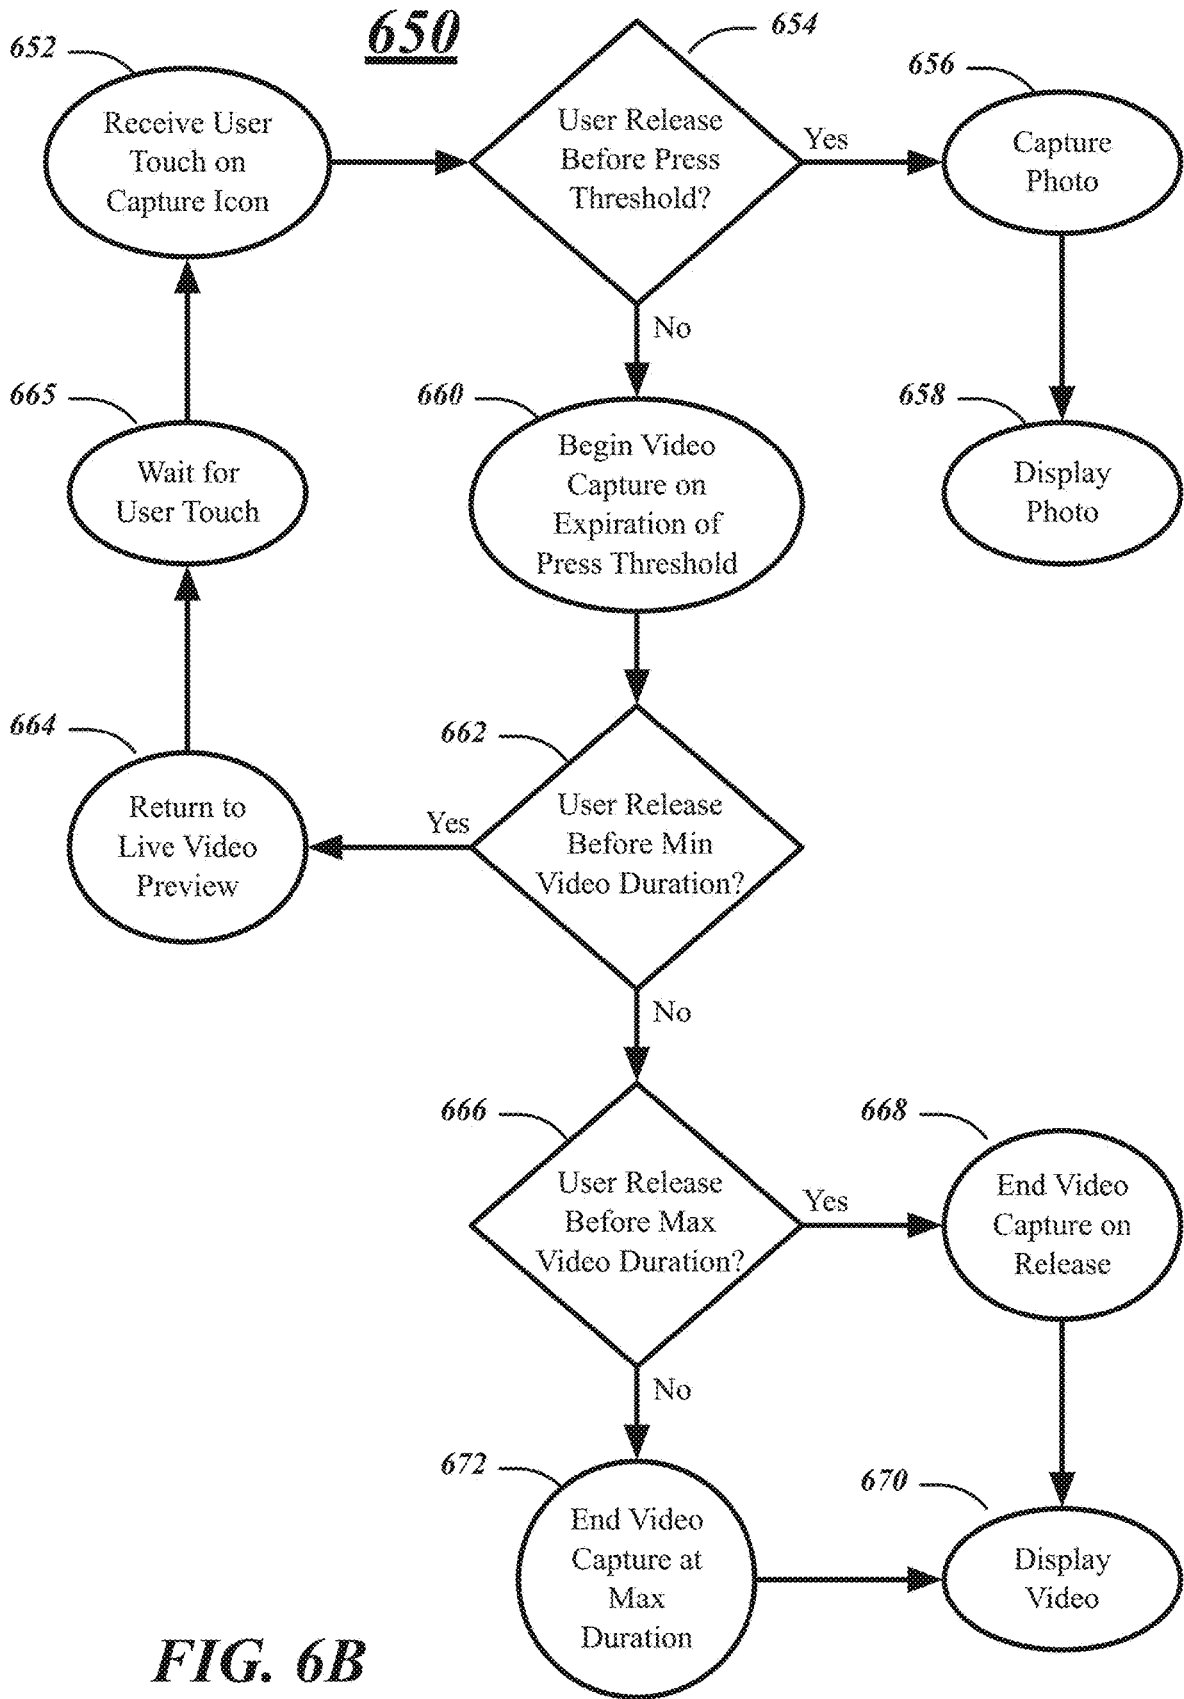 650
652
Receive User
Touch on
Capture Icon
654
User Release
Before Press
Threshold?
Yes
656
Capture
Photo
No
665
Wait for
User Touch
660
Begin Video
Capture on
Expiration of
Press Threshold
658
Display
Photo
664
Return to
Live Video
Preview
Yes
662
User Release
Before Min
Video Duration?
No
666
User Release
Before Max
Video Duration?
Yes
668
End Video
Capture on
Release
No
672
End Video
Capture at
Max
Duration
670
Display
Video
FIG. 6B